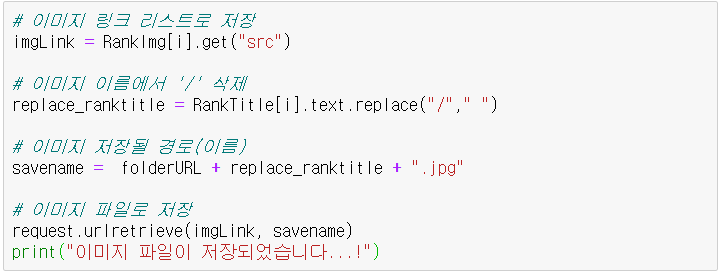 # 이미지 링크 리스트로 저장
imgLink = RankImg[i].get("src")
# 이미지 이름에서 '/' 삭제
replace_ranktitle = RankTitle[i].text.replace("/"," ")
# 이미지 저장될 경로(이름)
savename =  folderURL + replace_ranktitle + ".jpg"
# 이미지 파일로 저장
request.urlretrieve(imgLink, savename)
print("이미지 파일이 저장되었습니다...!")